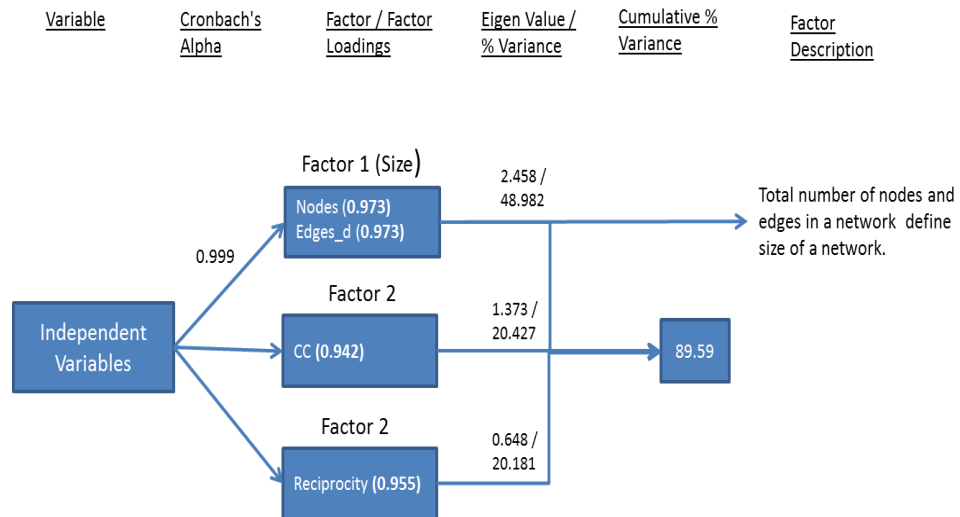 Variable
Cronbach's
Alpha
Factor / Factor
Loadings
Eigen Value /
% Variance
Cumulative %
Variance
Factor
Description
Factor 1 (Size)
Nodes (0.973)
Edges_d (0.973)
2.458 /
48.982
Total number of nodes and
edges in a network define
size of a network.
0.999
Independent
Variables
Factor 2
CC (0.942)
1.373 /
20.427
89.59
Factor 2
Reciprocity (0.955)
0.648 /
20.181